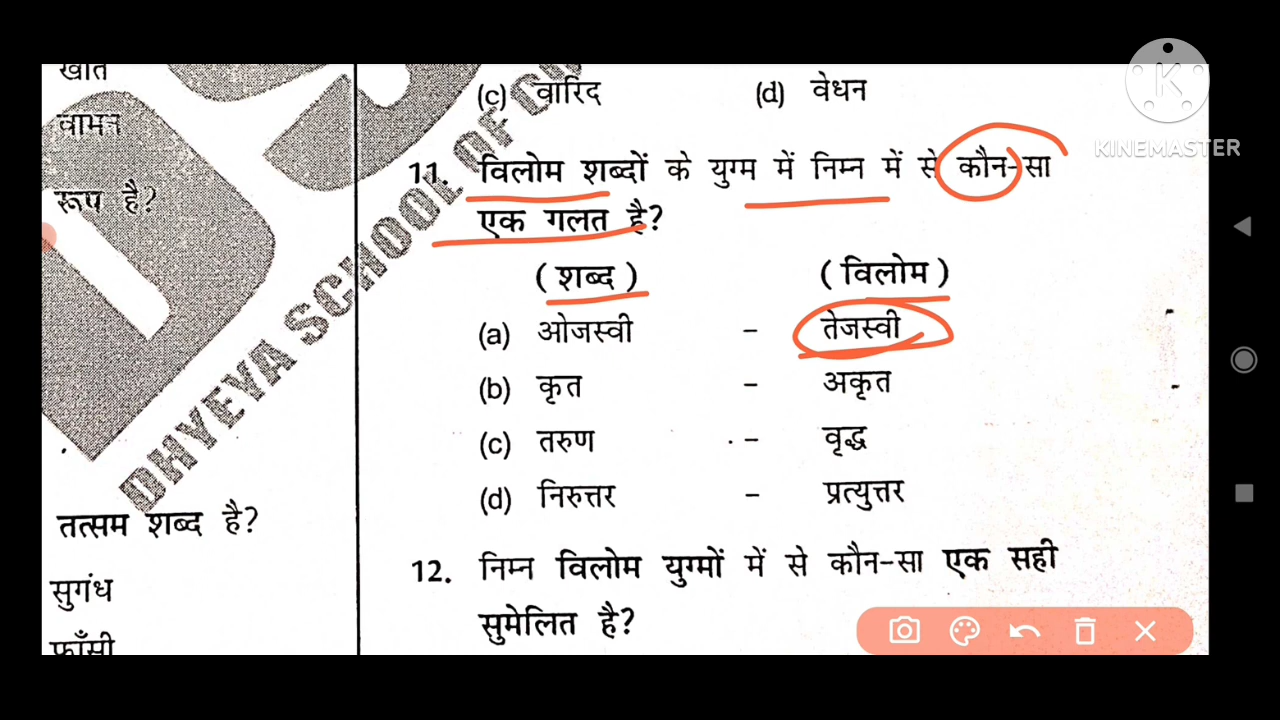 खात
वामन
रूप है?
तत्सम शब्द है?
सुगंध
फाँसी
DHYEYA SCHOOL OF
(c) वारिद (d) वेधन
11. विलोम शब्दों के युग्म में निम्न में से कौन-सा
एक गलत है?
(शब्द) (विलोम)
(a) ओजस्वी - तेजस्वी
(b) कृत - अकृत
(c) तरुण - वृद्ध
(d) निरुत्तर - प्रत्युत्तर
12. निम्न विलोम युग्मों में से कौन-सा एक सही
सुमेलित है?
K
KINEMASTER